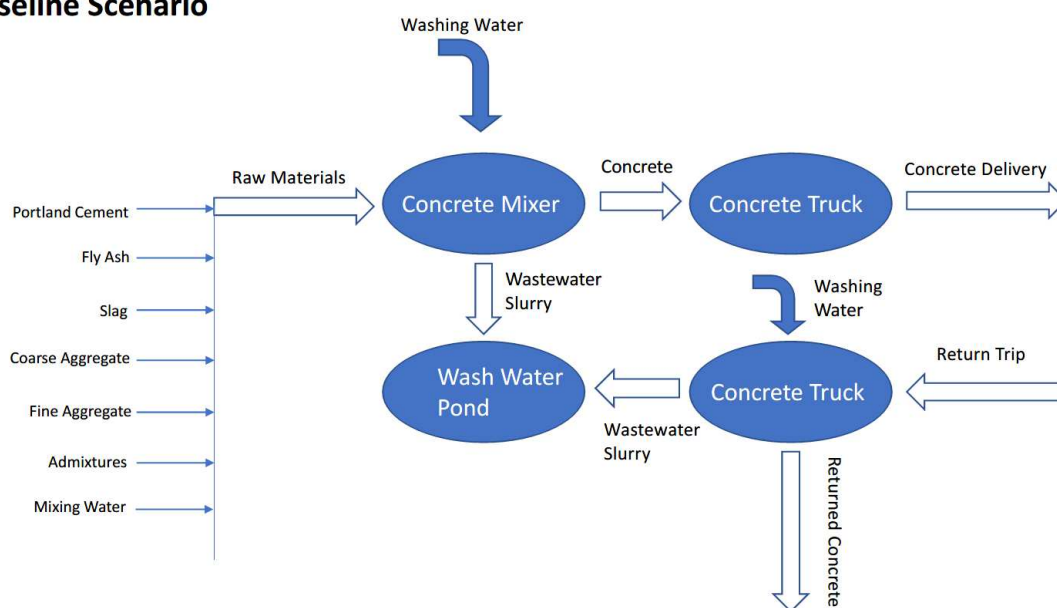 seline Scenario
Washing Water
Raw Materials
Concrete Mixer
Concrete
Concrete Truck
Concrete Delivery
Portland Cement
Fly Ash
Slag
Coarse Aggregate
Fine Aggregate
Admixtures
Mixing Water
Wastewater
Slurry
Washing
Water
Wash Water
Pond
Wastewater
Slurry
Concrete Truck
Return Trip
Returned Concrete